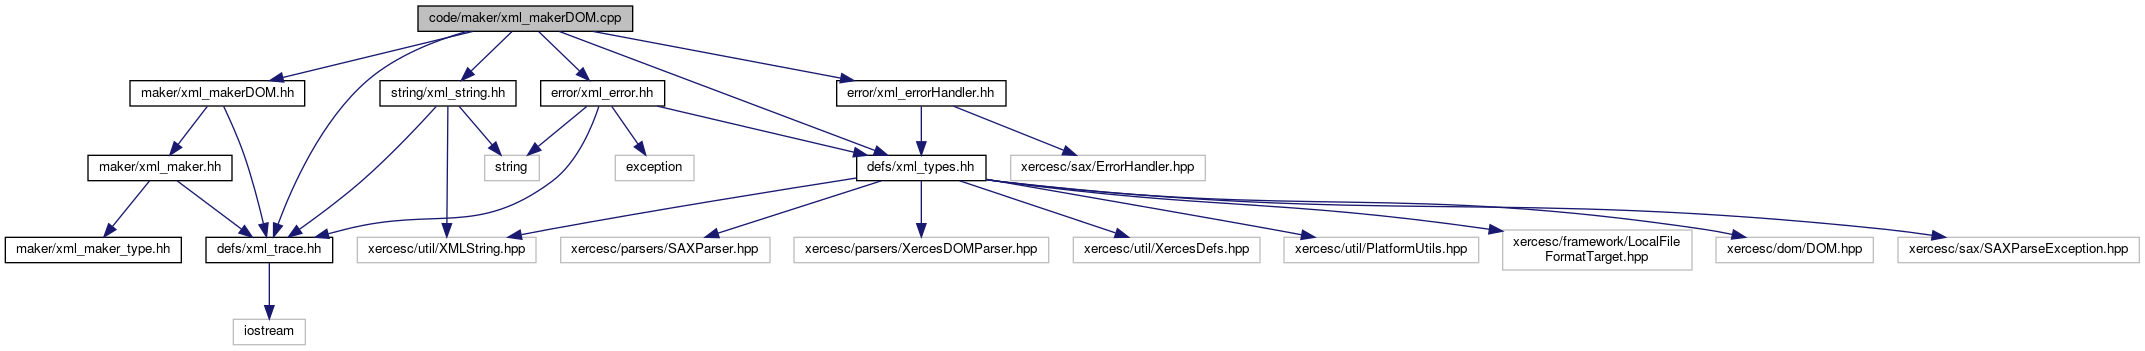 code/maker/xml_makerDOM.cpp
maker/xml_makerDOM.hh
string/xml_string.hh
error/xml_error.hh
error/xml_errorHandler.hh
maker/xml_maker.hh
string
exception
defs/xml_types.hh
xercesc/sax/ErrorHandler.hpp
maker/xml_maker_type.hh
defs/xml_trace.hh
xercesc/util/XMLString.hpp
xercesc/parsers/SAXParser.hpp
xercesc/parsers/XercesDOMParser.hpp
xercesc/util/XercesDefs.hpp
xercesc/util/PlatformUtils.hpp
xercesc/framework/LocalFile
FormatTarget.hpp
xercesc/dom/DOM.hpp
xercesc/sax/SAXParseException.hpp
iostream